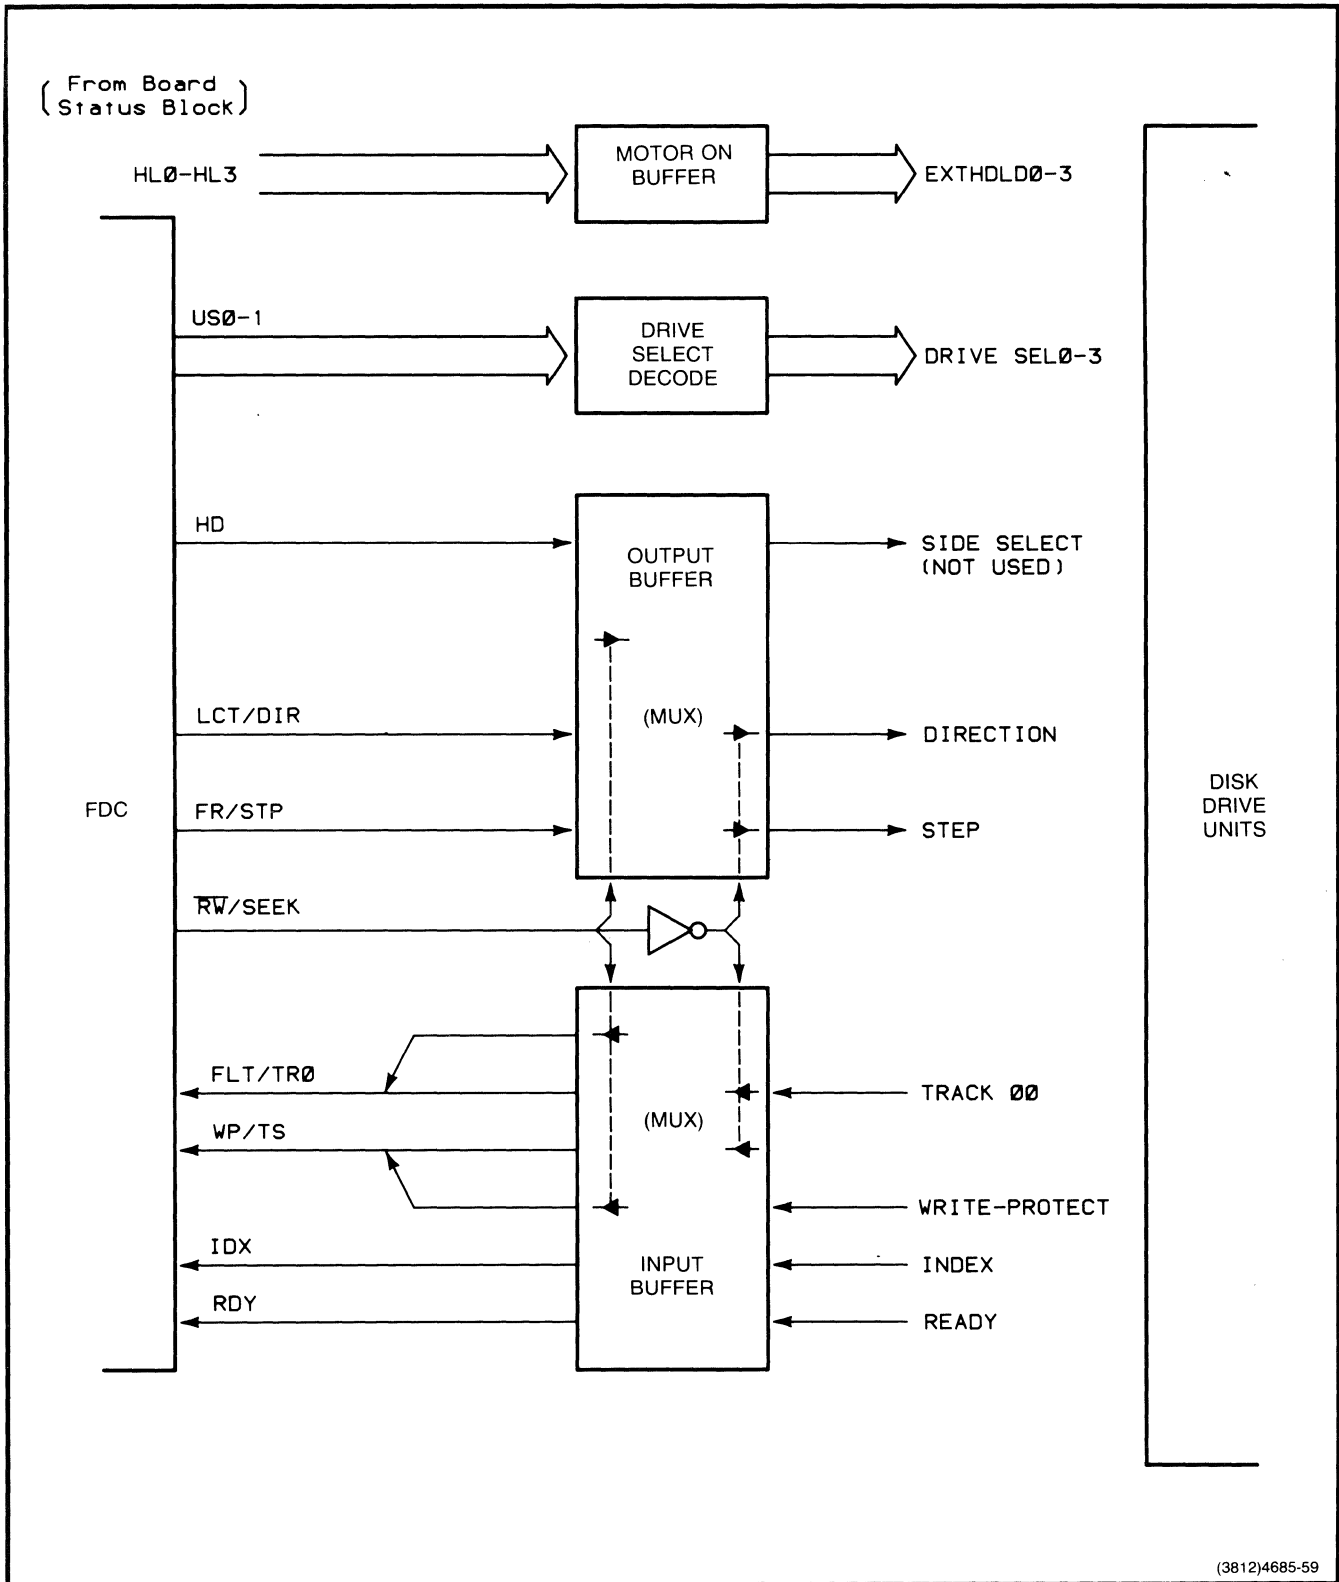 (From Board
Status Block)
HLØ-HL3
MOTOR ON
BUFFER
EXTHDLDØ-3
USØ-1
DRIVE
SELECT
DECODE
DRIVE SELØ-3
HD
OUTPUT
BUFFER
SIDE SELECT
(NOT USED)
LCT/DIR
(MUX)
DIRECTION
FDC
FR/STP
STEP
DISK
DRIVE
UNITS
R̅W̅/SEEK
FLT/TRØ
(MUX)
TRACK ØØ
WP/TS
WRITE-PROTECT
IDX
INPUT
BUFFER
INDEX
RDY
READY
(3812)4685-59